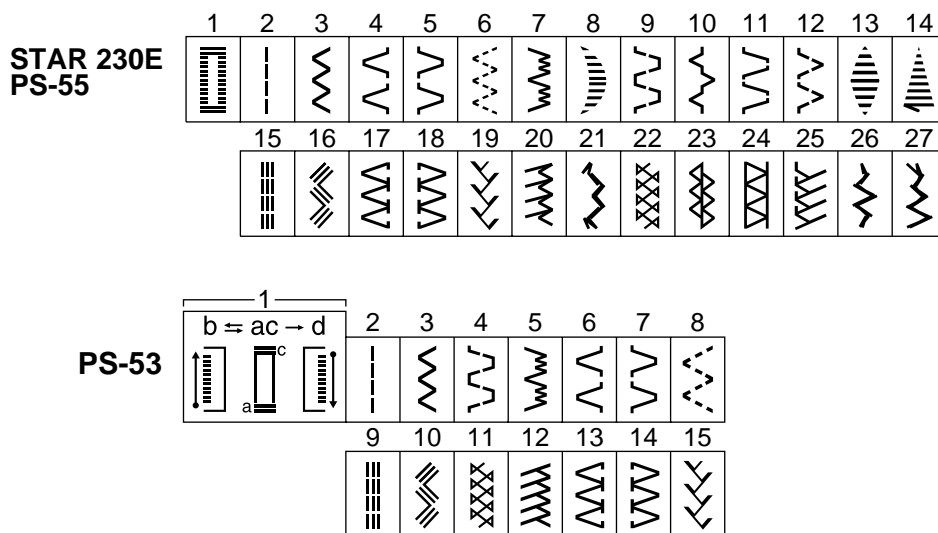 1 2 3 4 5 6 7 8 9 10 11 12 13 14
STAR 230E
PS-55
15 16 17 18 19 20 21 22 23 24 25 26 27
1
2 3 4 5 6 7 8
b ⇆ ac → d
PS-53
c
a
9 10 11 12 13 14 15